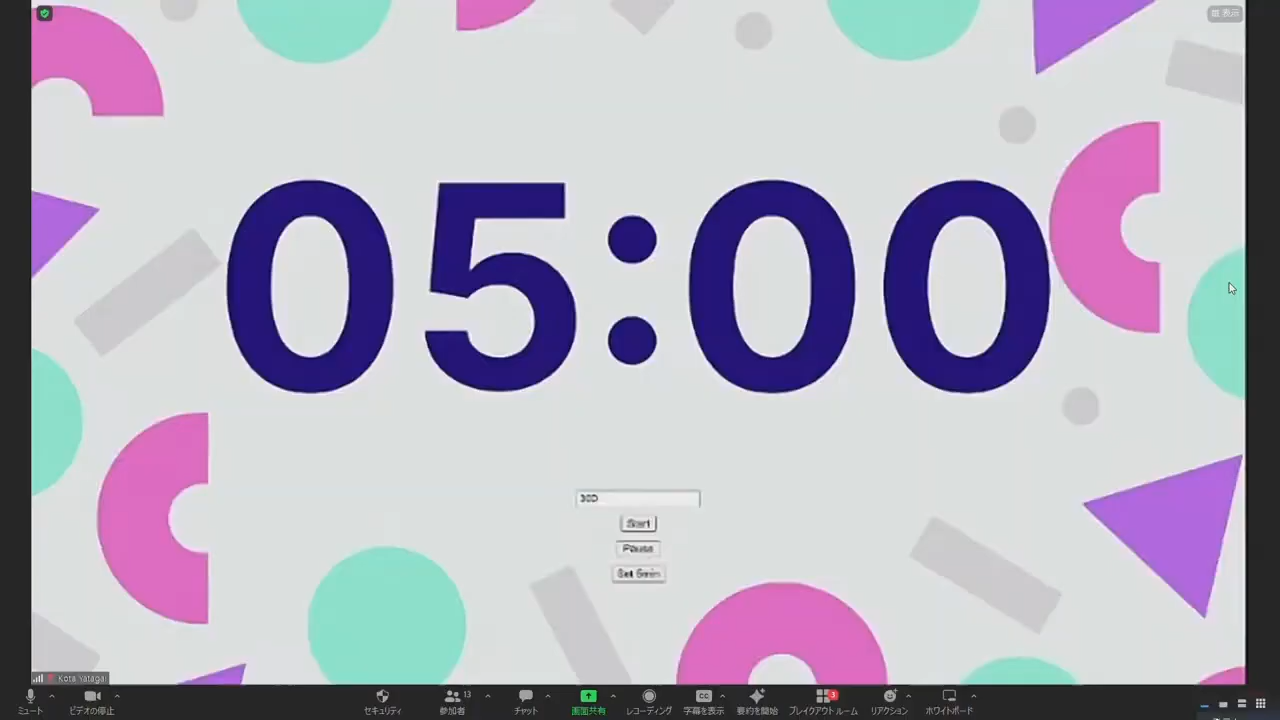 表示
05:00
300
Start
Pause
Set 5min
Kota Yatagai
ミュート
ビデオの停止
セキュリティ
13
参加者
チャット
画面共有
レコーディング
CC
字幕を表示
要約を開始
3
ブレイクアウトルーム
リアクション
ホワイトボード